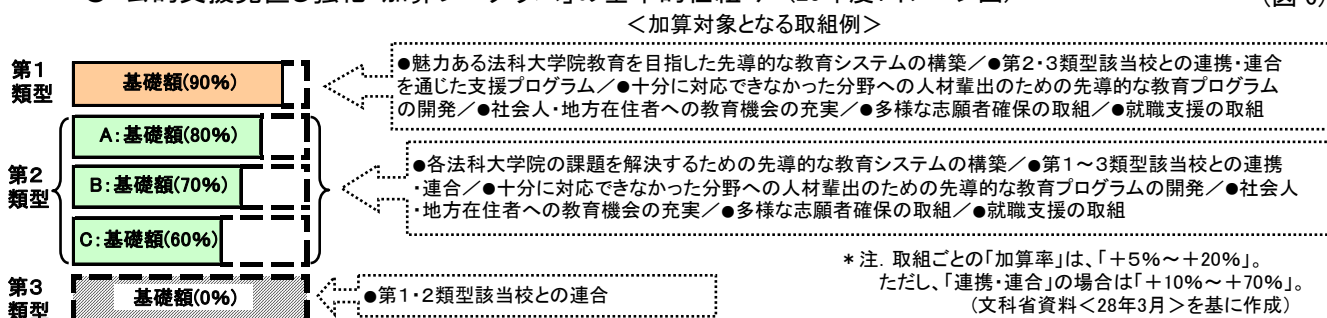 ＜加算対象となる取組例＞
第1
類型
基礎額(90%)
●魅力ある法科大学院教育を目指した先導的な教育システムの構築／●第2・3類型該当校との連携・連合
を通じた支援プログラム／●十分に対応できなかった分野への人材輩出のための先導的な教育プログラム
の開発／●社会人・地方在住者への教育機会の充実／●多様な志願者確保の取組／●就職支援の取組
第2
類型
A:基礎額(80%)
B:基礎額(70%)
C:基礎額(60%)
●各法科大学院の課題を解決するための先導的な教育システムの構築／●第1～3類型該当校との連携
・連合／●十分に対応できなかった分野への人材輩出のための先導的な教育プログラムの開発／●社会人
・地方在住者への教育機会の充実／●多様な志願者確保の取組／●就職支援の取組
第3
類型
基礎額(0%)
●第1・2類型該当校との連合
＊注. 取組ごとの「加算率」は、「＋5%～＋20%」。
ただし、「連携・連合」の場合は「＋10%～＋70%」。
(文科省資料＜28年3月＞を基に作成)